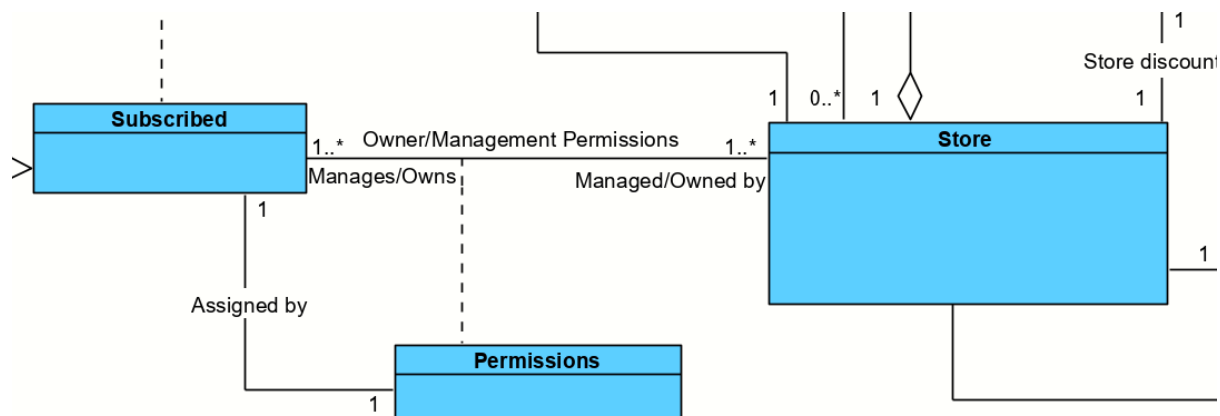 1
Store discount
1
0..*
1
1
Subscribed
Store
1..*
Owner/Management Permissions
1..*
Manages/Owns
Managed/Owned by
1
1
Assigned by
Permissions
1